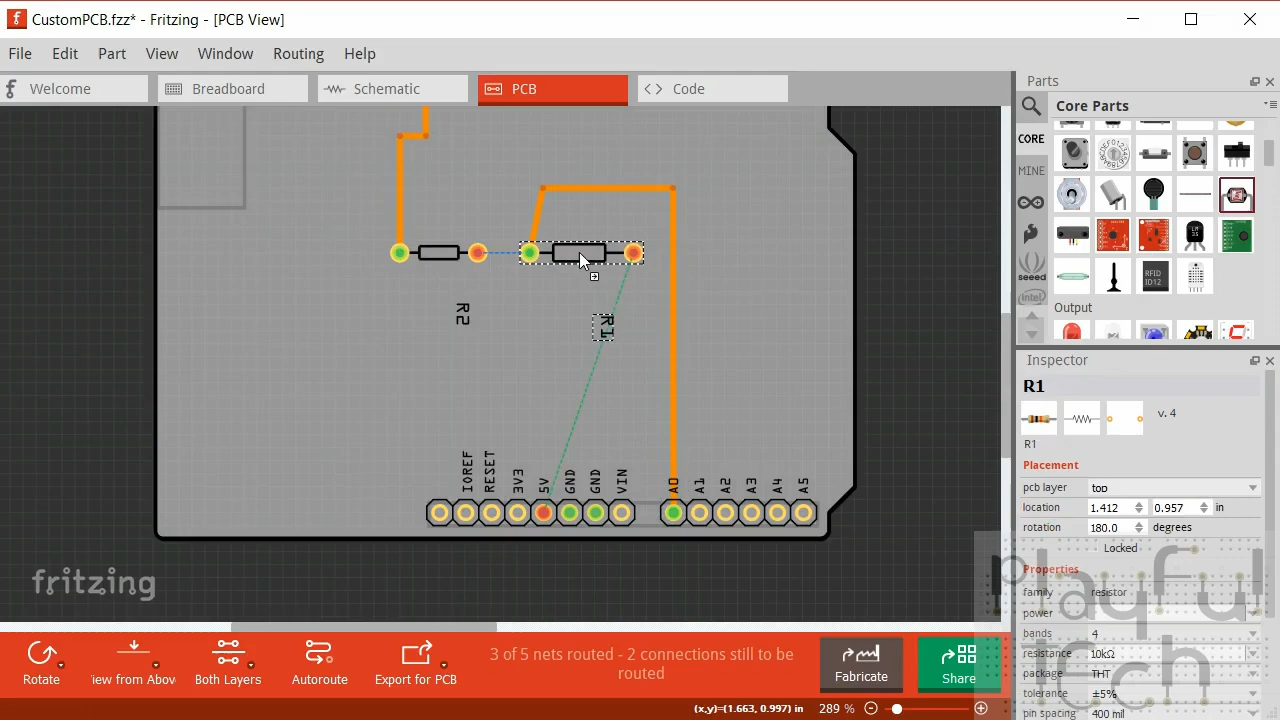 CustomPCB.fzz* - Fritzing - [PCB View]
File Edit Part View Window Routing Help
Welcome Breadboard Schematic PCB Code
Parts
Core Parts
CORE
MINE
seeed
intel
LM
35
RFID
ID12
Output
R2
R1
IOREF RESET 3V3 5V GND GND VIN A0 A1 A2 A3 A4 A5
fritzing
Inspector
R1
v. 4
R1
Placement
pcb layer top
location 1.412 0.957 in
rotation 180.0 degrees
Locked
Properties
family resistor
power
bands 4
resistance 10kΩ
package THT
tolerance ±5%
pin spacing 400 mil
playful
tech
Rotate
View from Abov
Both Layers
Autoroute
Export for PCB
3 of 5 nets routed - 2 connections still to be
routed
Fabricate
Share
(x,y)=(1.663, 0.997) in 289 %